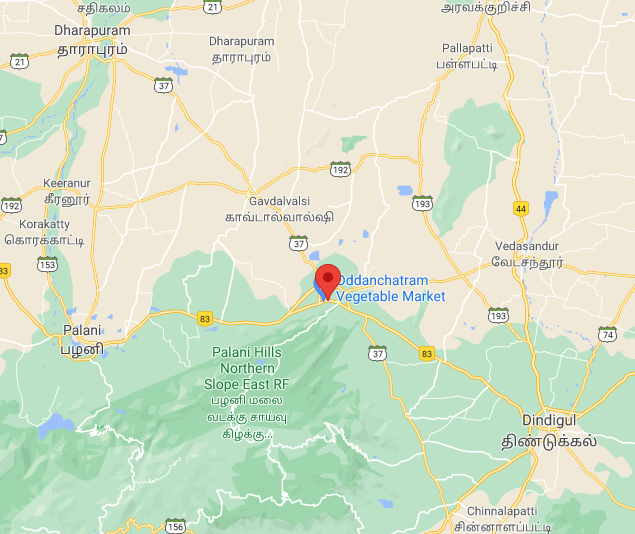 சதிகலம்
அரவக்குறிச்சி
Dharapuram
தாராபுரம்
21
Dharapuram
தாராபுரம்
Pallapatti
பள்ளபட்டி
21
37
192
Keeranur
கீரனூர்
192
Gavdalvalsi
காவ்டால்வால்ஷி
193
44
Korakatty
கொரக்காட்டி
37
Vedasandur
வேடசந்தூர்
153
83
Oddanchatram
Vegetable Market
83
193
74
Palani
பழனி
37
83
Palani Hills
Northern
Slope East RF
பழனி மலை
வடக்கு சாய்வு
கிழக்கு...
Dindigul
திண்டுக்கல்
Chinnalapatti
சின்னாளப்பட்டி
156